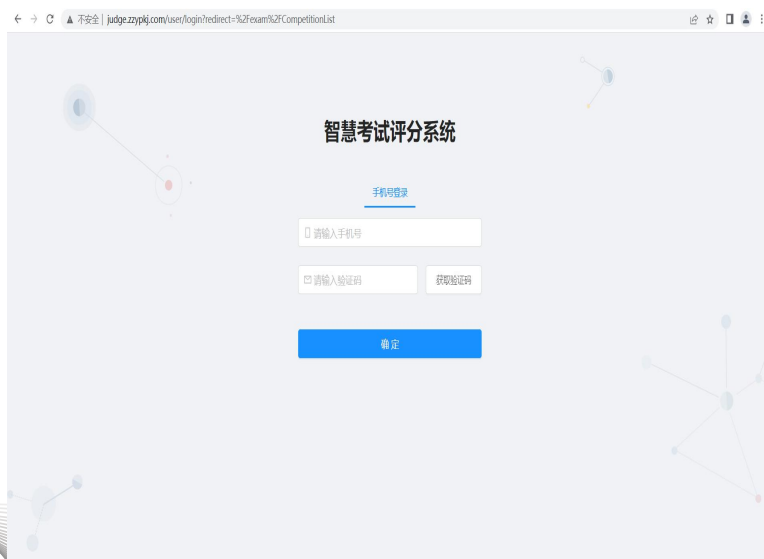 不安全 | judge.zzypkj.com/user/login?redirect=%2Fexam%2FCompetitionList
智慧考试评分系统
手机号登录
请输入手机号
请输入验证码 获取验证码
确定